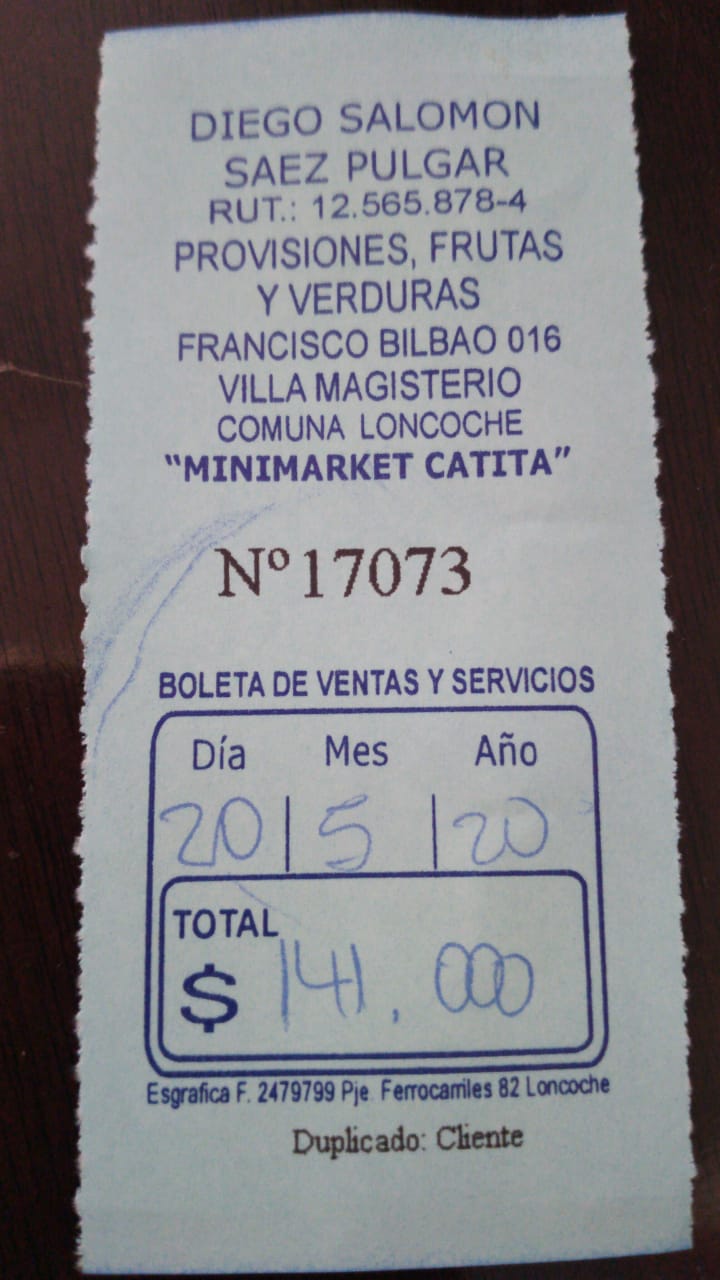 DIEGO SALOMON
SAEZ PULGAR
RUT.: 12.565.878-4
PROVISIONES, FRUTAS
Y VERDURAS
FRANCISCO BILBAO 016
VILLA MAGISTERIO
COMUNA LONCOCHE
“MINIMARKET CATITA”
Nº 17073
BOLETA DE VENTAS Y SERVICIOS
Día Mes Año
20 | 5 | 20
TOTAL
$ 141.000
Esgrafica F. 2479799 Pje. Ferrocarriles 82 Loncoche
Duplicado: Cliente